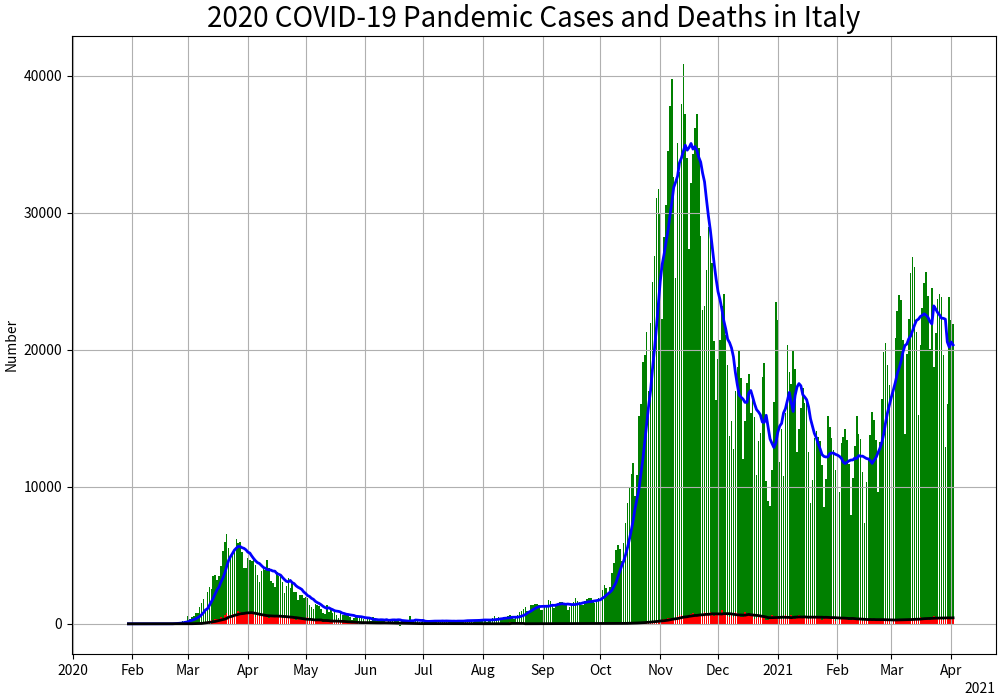 2020 COVID-19 Pandemic Cases and Deaths in Italy
Number
40000
30000
20000
10000
0
2020 Feb Mar Apr May Jun Jul Aug Sep Oct Nov Dec 2021 Feb Mar Apr
2021